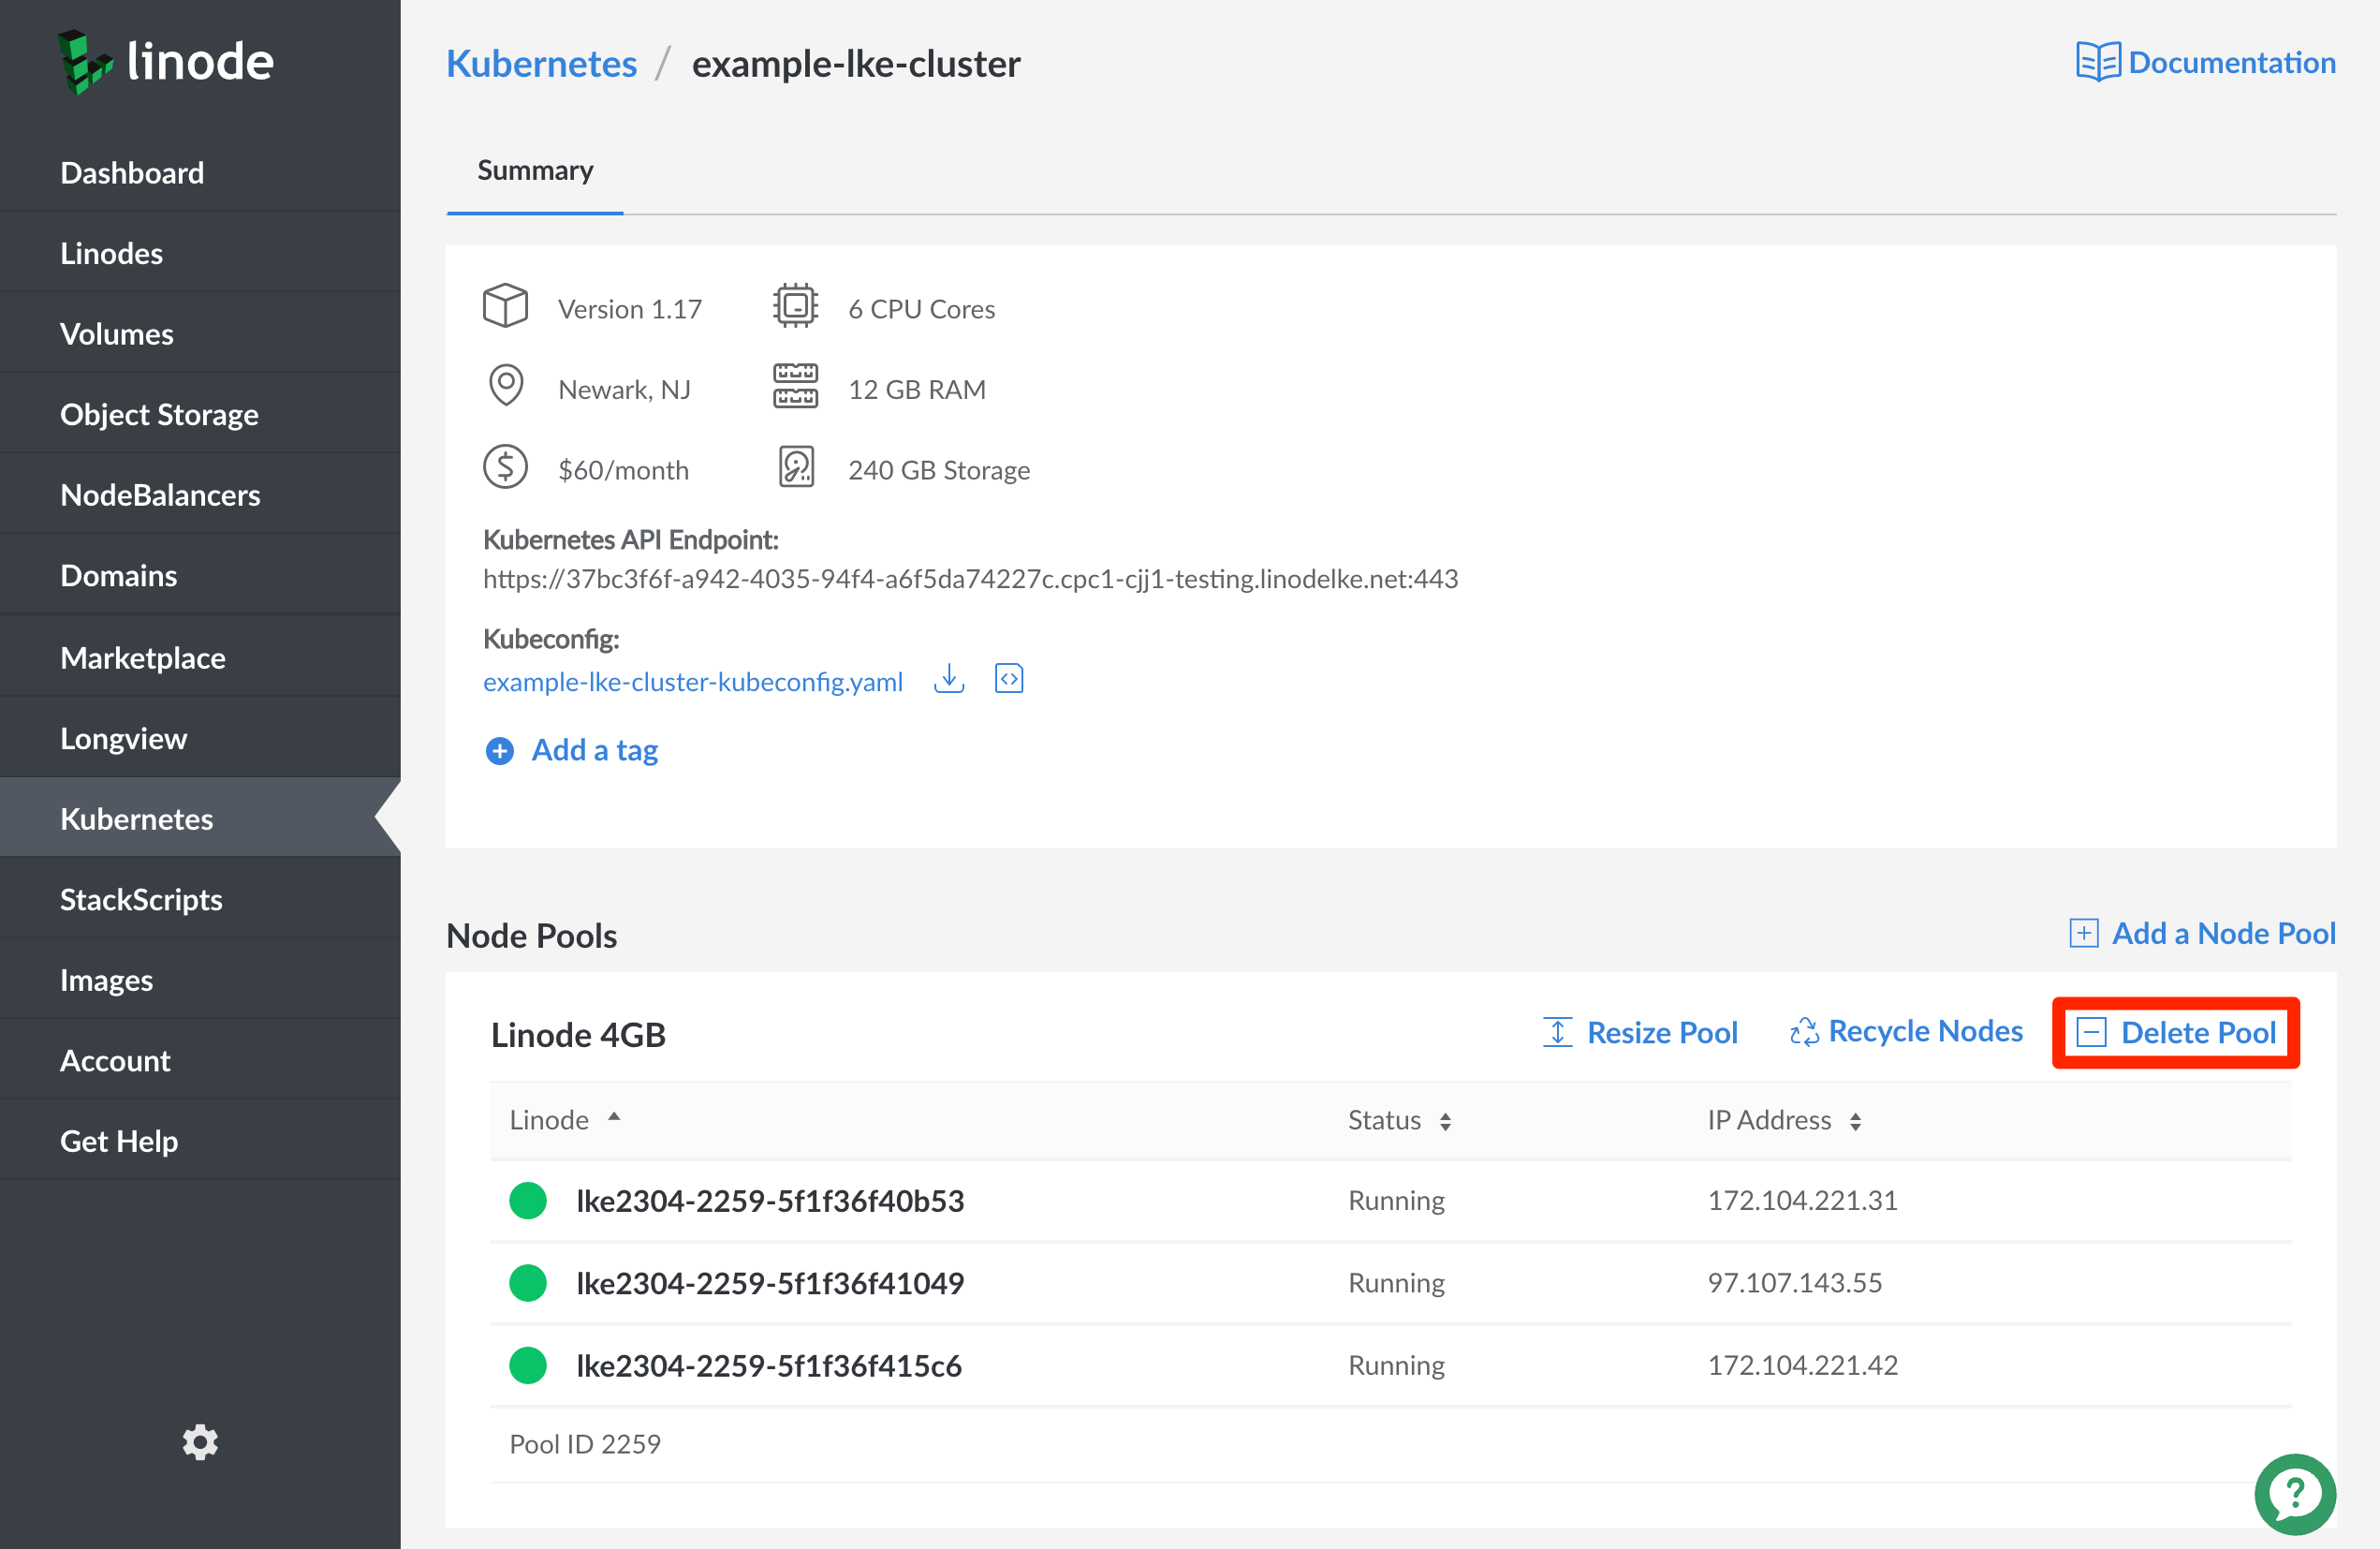 linode
Dashboard
Linodes
Volumes
Object Storage
NodeBalancers
Domains
Marketplace
Longview
Kubernetes
StackScripts
Images
Account
Get Help
Kubernetes / example-lke-cluster
Documentation
Summary
Version 1.17
6 CPU Cores
Newark, NJ
12 GB RAM
$60/month
240 GB Storage
Kubernetes API Endpoint:
https://37bc3f6f-a942-4035-94f4-a6f5da74227c.cpc1-cjj1-testing.linodelke.net:443
Kubeconfig:
example-lke-cluster-kubeconfig.yaml
Add a tag
Node Pools
Add a Node Pool
Linode 4GB
Resize Pool
Recycle Nodes
Delete Pool
Linode Status IP Address
lke2304-2259-5f1f36f40b53 Running 172.104.221.31
lke2304-2259-5f1f36f41049 Running 97.107.143.55
lke2304-2259-5f1f36f415c6 Running 172.104.221.42
Pool ID 2259